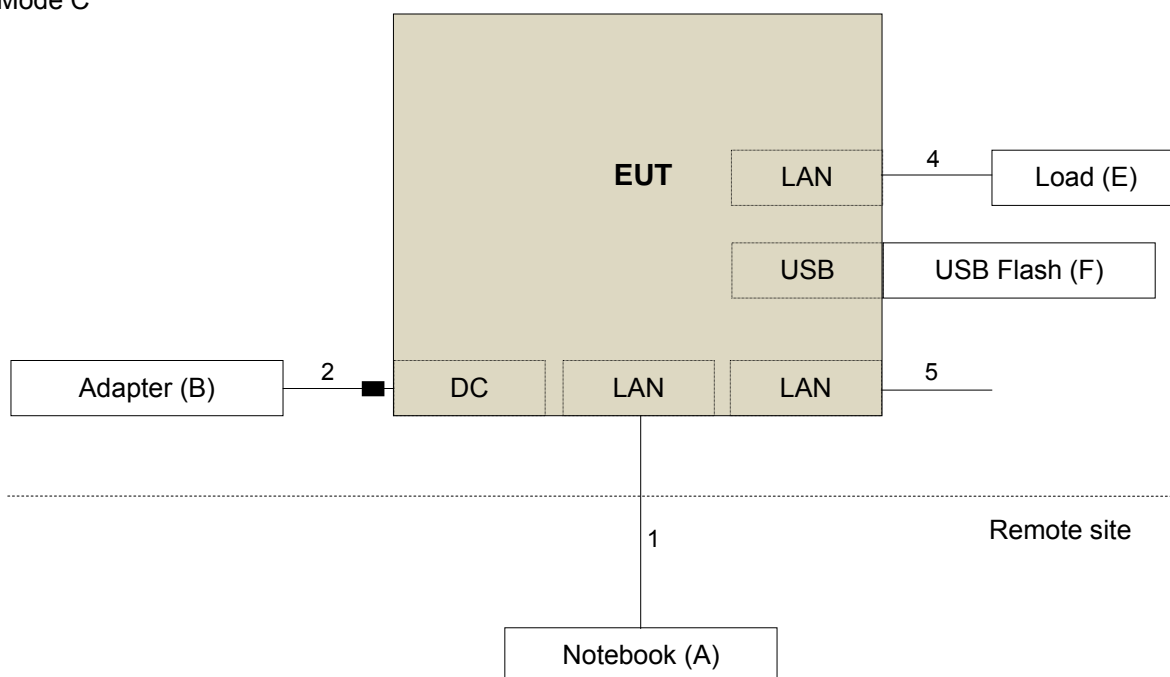 Mode C
EUT
LAN
4
Load (E)
USB
USB Flash (F)
Adapter (B)
2
DC
LAN
LAN
5
Remote site
1
Notebook (A)